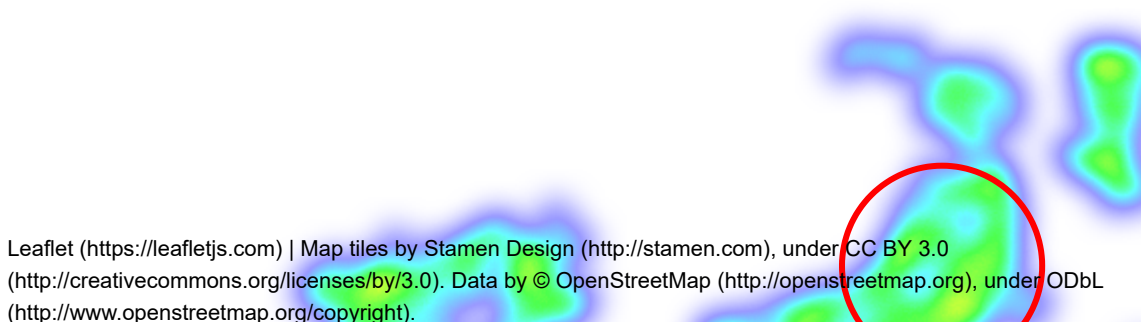 Leaflet (https://leafletjs.com) | Map tiles by Stamen Design (http://stamen.com), under CC BY 3.0
(http://creativecommons.org/licenses/by/3.0). Data by © OpenStreetMap (http://openstreetmap.org), under ODbL
(http://www.openstreetmap.org/copyright).